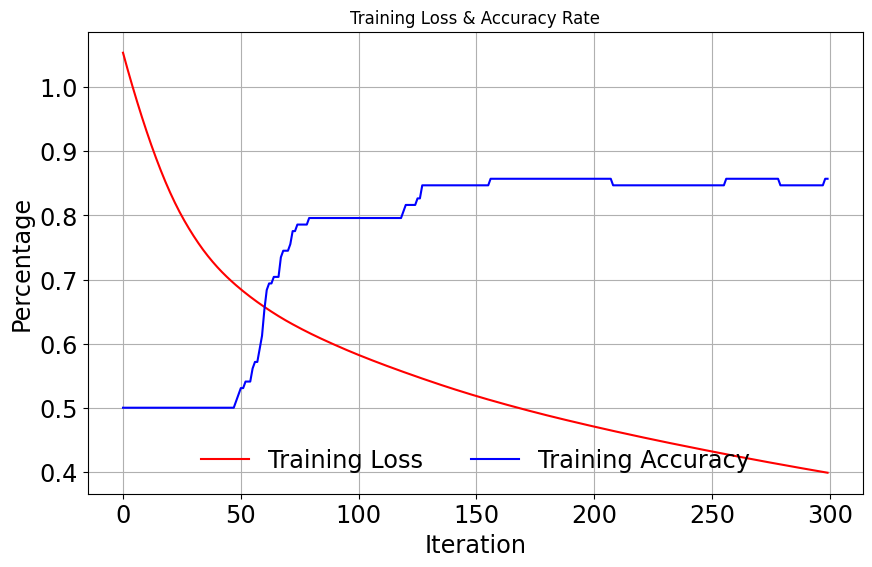 Training Loss & Accuracy Rate
Percentage
1.0
0.9
0.8
0.7
0.6
0.5
0.4
Training Loss Training Accuracy
0 50 100 150 200 250 300
Iteration